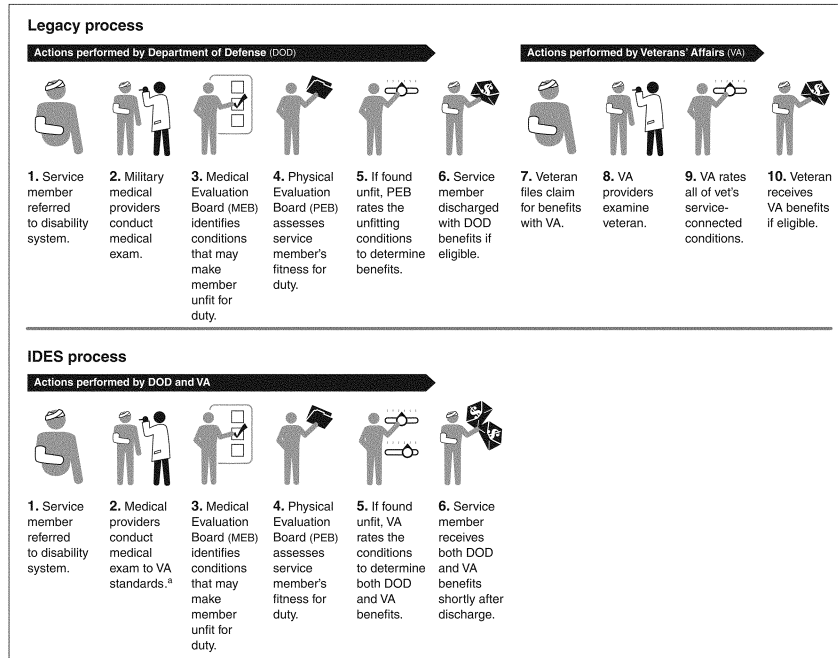 Legacy process
Actions performed by Department of Defense (DOD)
Actions performed by Veterans' Affairs (VA)
1. Service
member
referred
to disability
system.
2. Military
medical
providers
conduct
medical
exam.
3. Medical
Evaluation
Board (MEB)
identifies
conditions
that may
make
member
unfit for
duty.
4. Physical
Evaluation
Board (PEB)
assesses
service
member's
fitness for
duty.
5. If found
unfit, PEB
rates the
unfitting
conditions
to determine
benefits.
6. Service
member
discharged
with DOD
benefits if
eligible.
7. Veteran
files claim
for benefits
with VA.
8. VA
providers
examine
veteran.
9. VA rates
all of vet's
service-
connected
conditions.
10. Veteran
receives
VA benefits
if eligible.
IDES process
Actions performed by DOD and VA
1. Service
member
referred
to disability
system.
2. Medical
providers
conduct
medical
exam to VA
standards.a
3. Medical
Evaluation
Board (MEB)
identifies
conditions
that may
make
member
unfit for
duty.
4. Physical
Evaluation
Board (PEB)
assesses
service
member's
fitness for
duty.
5. If found
unfit, VA
rates the
conditions
to determine
both DOD
and VA
benefits.
6. Service
member
receives
both DOD
and VA
benefits
shortly after
discharge.